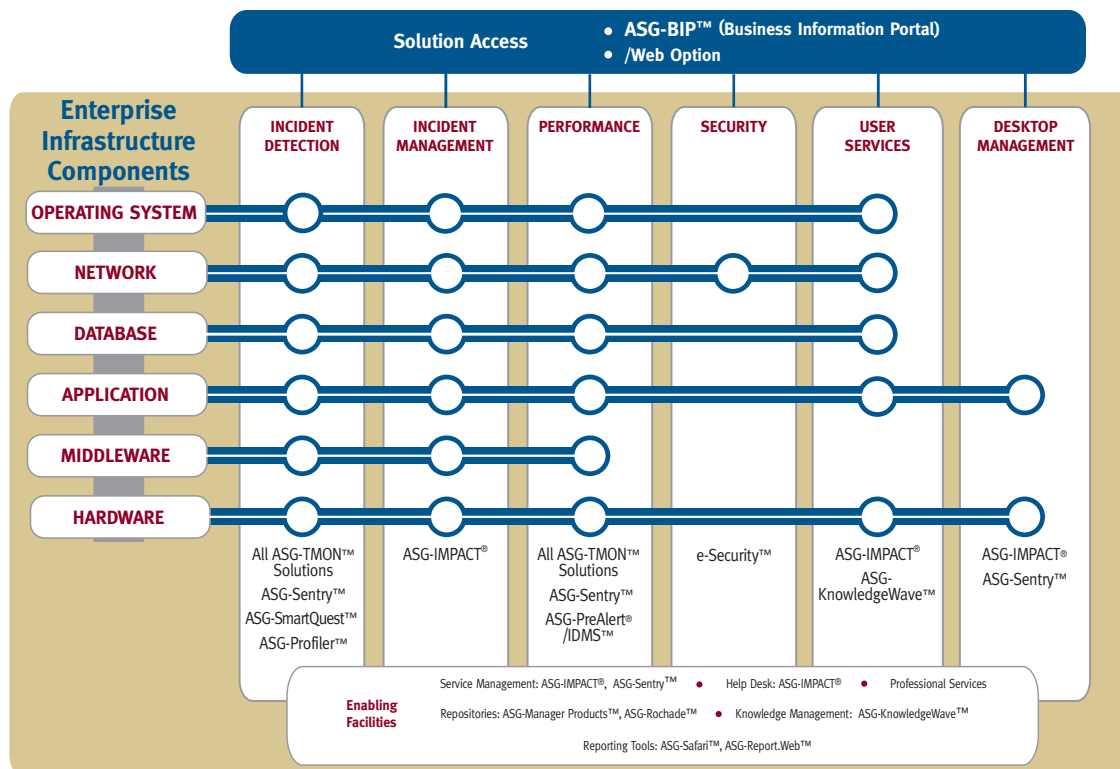 Solution Access
• ASG-BIP™ (Business Information Portal)
• /Web Option
Enterprise
Infrastructure
Components
INCIDENT
DETECTION
INCIDENT
MANAGEMENT
PERFORMANCE
SECURITY
USER
SERVICES
DESKTOP
MANAGEMENT
OPERATING SYSTEM
NETWORK
DATABASE
APPLICATION
MIDDLEWARE
HARDWARE
All ASG-TMON™
Solutions
ASG-Sentry™
ASG-SmartQuest™
ASG-Profiler™
ASG-IMPACT®
All ASG-TMON™
Solutions
ASG-Sentry™
ASG-PreAlert®
/IDMS™
e-Security™
ASG-IMPACT®
ASG-
KnowledgeWave™
ASG-IMPACT®
ASG-Sentry™
Enabling
Facilities
Service Management: ASG-IMPACT®, ASG-Sentry™ • Help Desk: ASG-IMPACT® • Professional Services
Repositories: ASG-Manager Products™, ASG-Rochade™ • Knowledge Management: ASG-KnowledgeWave™
Reporting Tools: ASG-Safari™, ASG-Report.Web™